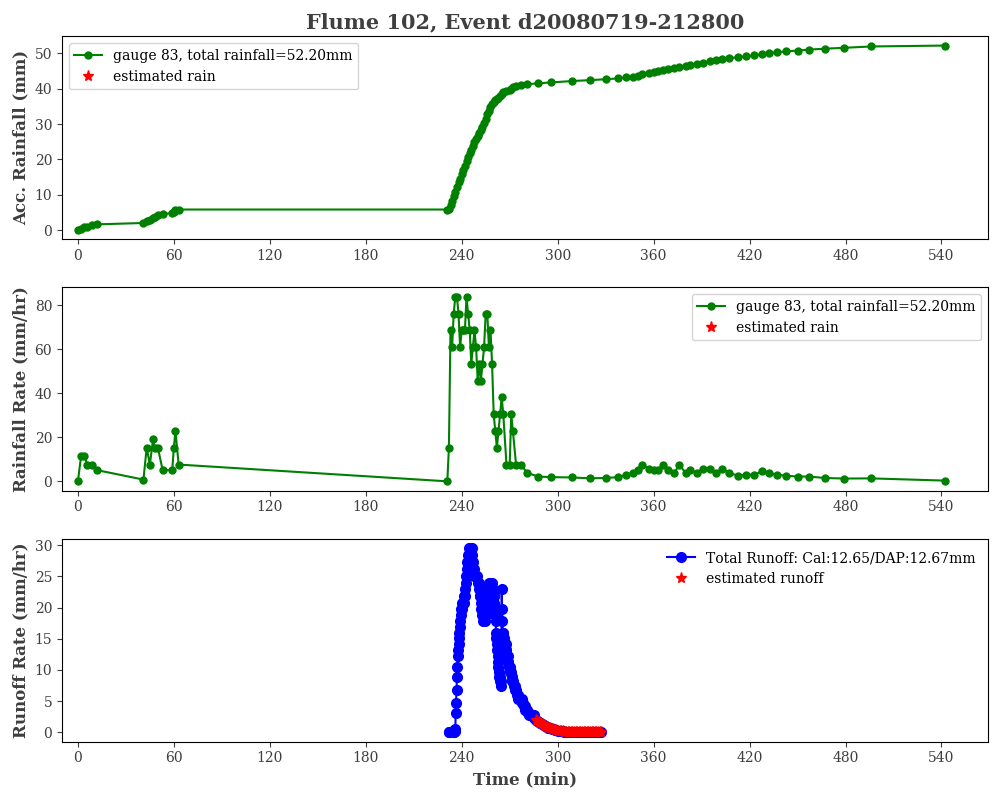 Flume 102, Event d20080719-212800
Acc. Rainfall (mm)
50
40
30
20
10
0
gauge 83, total rainfall=52.20mm
estimated rain
0 60 120 180 240 300 360 420 480 540
Rainfall Rate (mm/hr)
80
60
40
20
0
gauge 83, total rainfall=52.20mm
estimated rain
0 60 120 180 240 300 360 420 480 540
Runoff Rate (mm/hr)
30
25
20
15
10
5
0
Total Runoff: Cal:12.65/DAP:12.67mm
estimated runoff
0 60 120 180 240 300 360 420 480 540
Time (min)